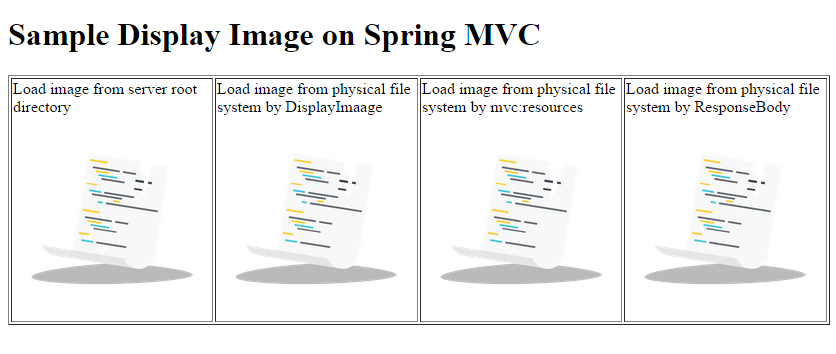 Sample Display Image on Spring MVC
Load image from server root
directory
Load image from physical file
system by DisplayImaage
Load image from physical file
system by mvc:resources
Load image from physical file
system by ResponseBody